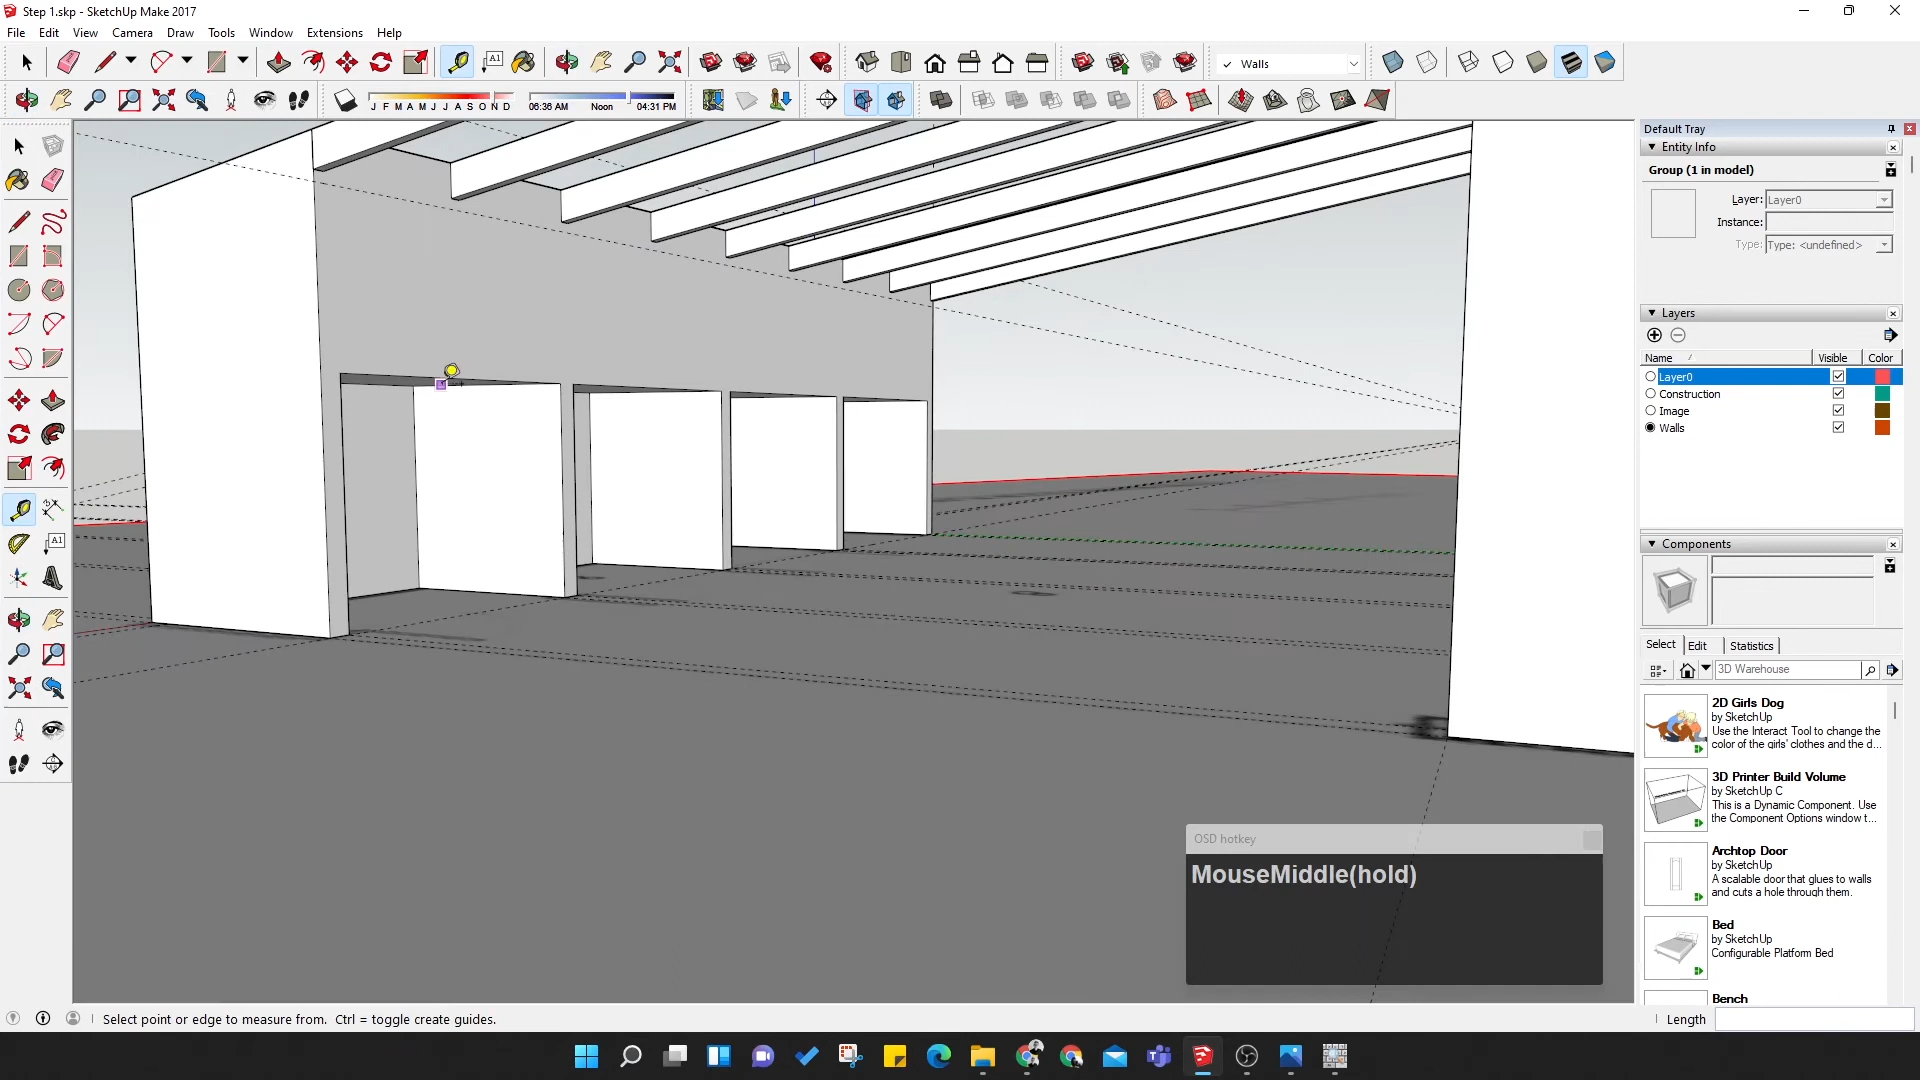 Step 1.skp - SketchUp Make 2017
File Edit View Camera Draw Tools Window Extensions Help
A1
Walls
J F M A M J J A S O N D
06:36 AM Noon 04:31 PM
Default Tray
Entity Info
Group (1 in model)
Layer: Layer0
Instance:
Type: Type: <undefined>
Layers
Name Visible Color
Layer0
Construction
Image
Walls
A1
Components
Select Edit Statistics
3D Warehouse
2D Girls Dog
by SketchUp
Use the Interact Tool to change the
color of the girls' clothes and the d...
3D Printer Build Volume
by SketchUp C
This is a Dynamic Component. Use
the Component Options window t...
Archtop Door
by SketchUp
A scalable door that glues to walls
and cuts a hole through them.
Bed
by SketchUp
Configurable Platform Bed
Bench
OSD hotkey
MouseMiddle(hold)
Select point or edge to measure from. Ctrl = toggle create guides.
Length